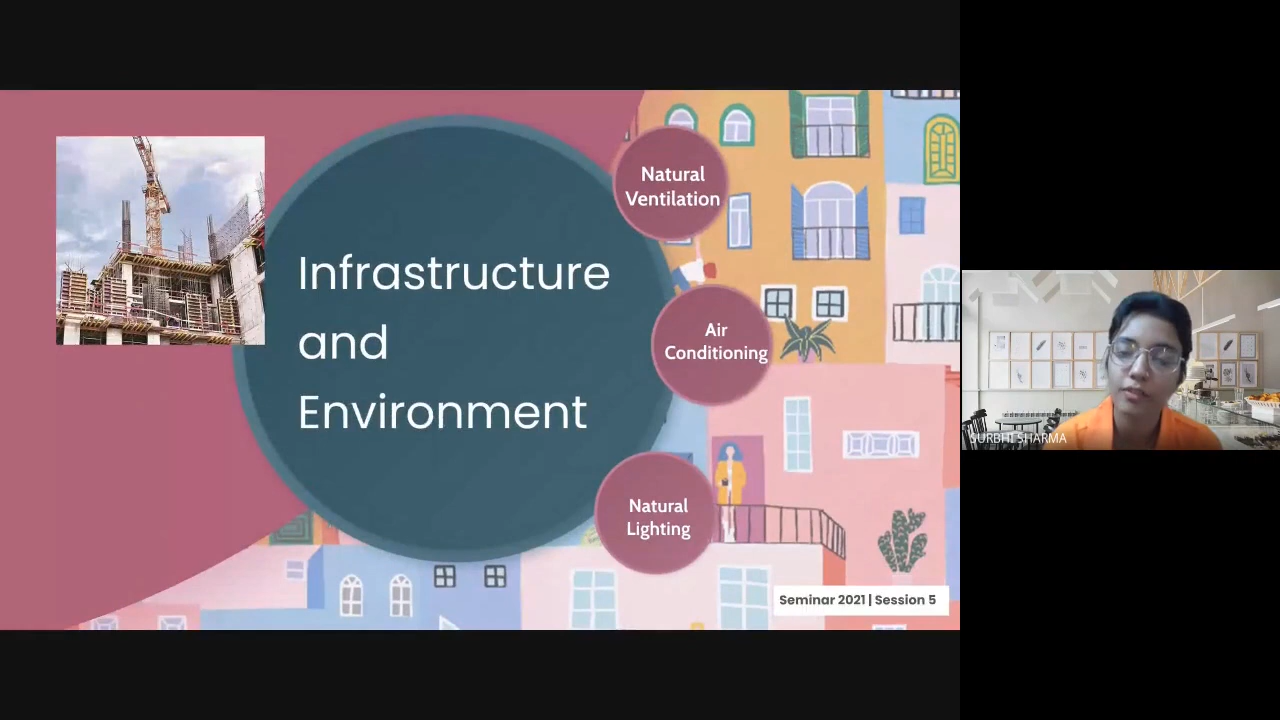 Infrastructure
and
Environment
Natural
Ventilation
Air
Conditioning
Natural
Lighting
Seminar 2021 | Session 5
SURBHI SHARMA